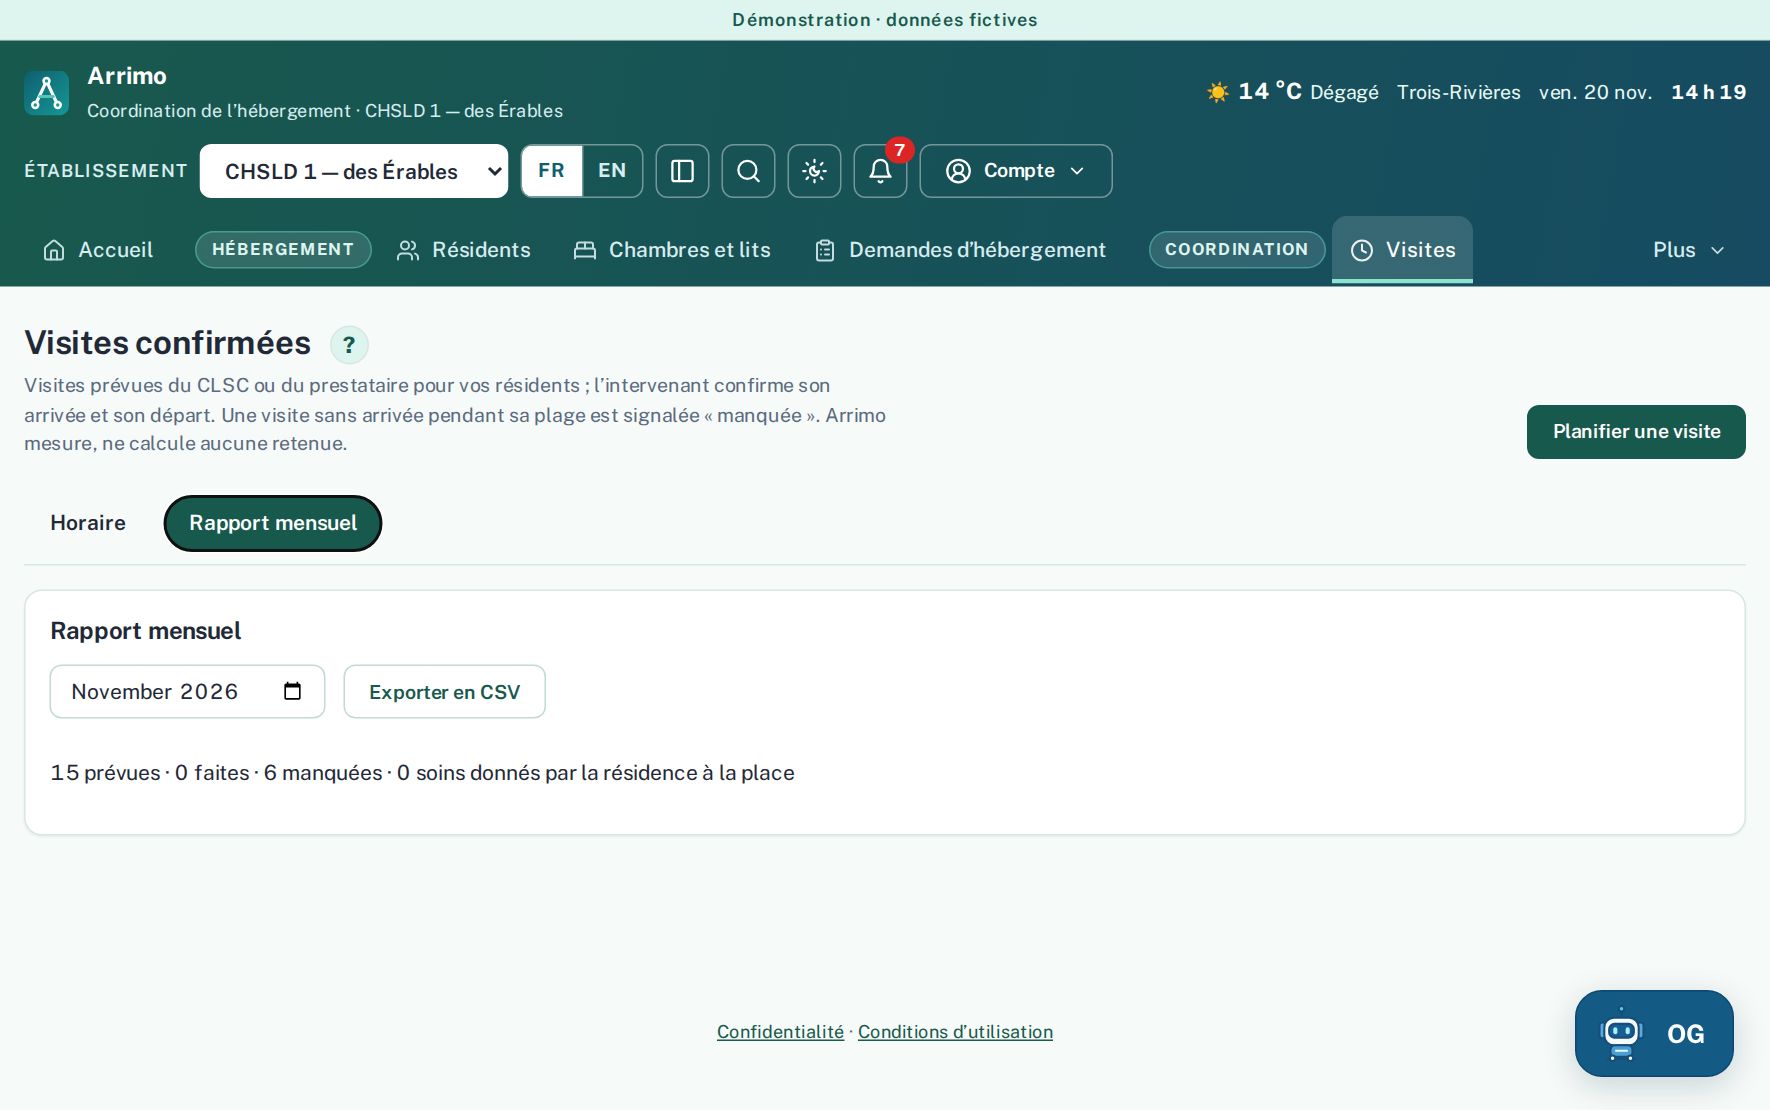 Démonstration · données fictives
Arrimo
Coordination de l’hébergement · CHSLD 1 — des Érables
14 °C Dégagé Trois-Rivières ven. 20 nov. 14 h 19
ÉTABLISSEMENT CHSLD 1 — des Érables FR EN 7 Compte
Accueil HÉBERGEMENT Résidents Chambres et lits Demandes d’hébergement COORDINATION Visites Plus
Visites confirmées ?
Visites prévues du CLSC ou du prestataire pour vos résidents ; l’intervenant confirme son
arrivée et son départ. Une visite sans arrivée pendant sa plage est signalée « manquée ». Arrimo
mesure, ne calcule aucune retenue.
Planifier une visite
Horaire Rapport mensuel
Rapport mensuel
November 2026 Exporter en CSV
15 prévues · 0 faites · 6 manquées · 0 soins donnés par la résidence à la place
Confidentialité · Conditions d’utilisation
OG